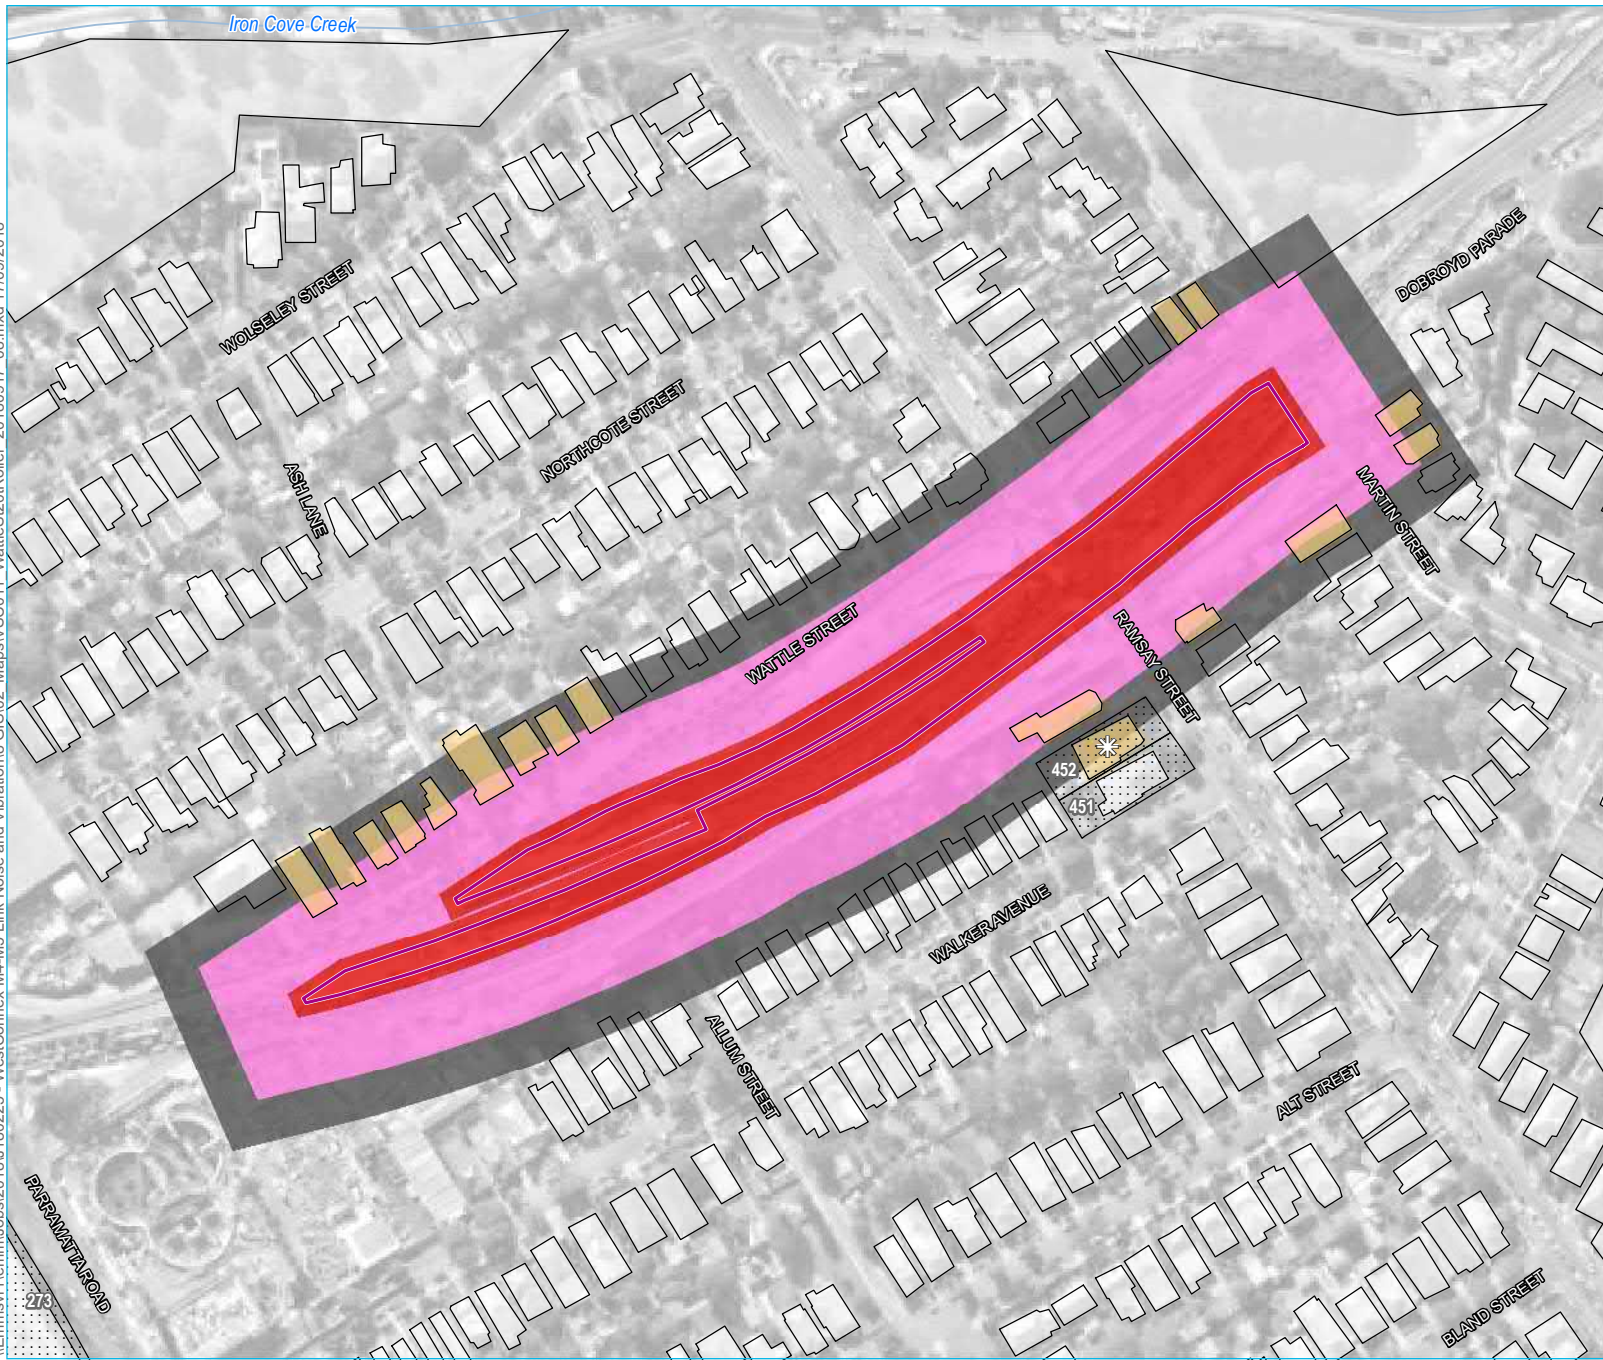 Iron Cove Creek
DOBROYD PARADE
WOLSELEY STREET
NORTHCOTE STREET
ASH LANE
MARTIN STREET
WATTLE STREET
RAMSAY STREET
452
451
WALKER AVENUE
ALLUM STREET
ALT STREET
PARRAMATTA ROAD
273
BLAND STREET